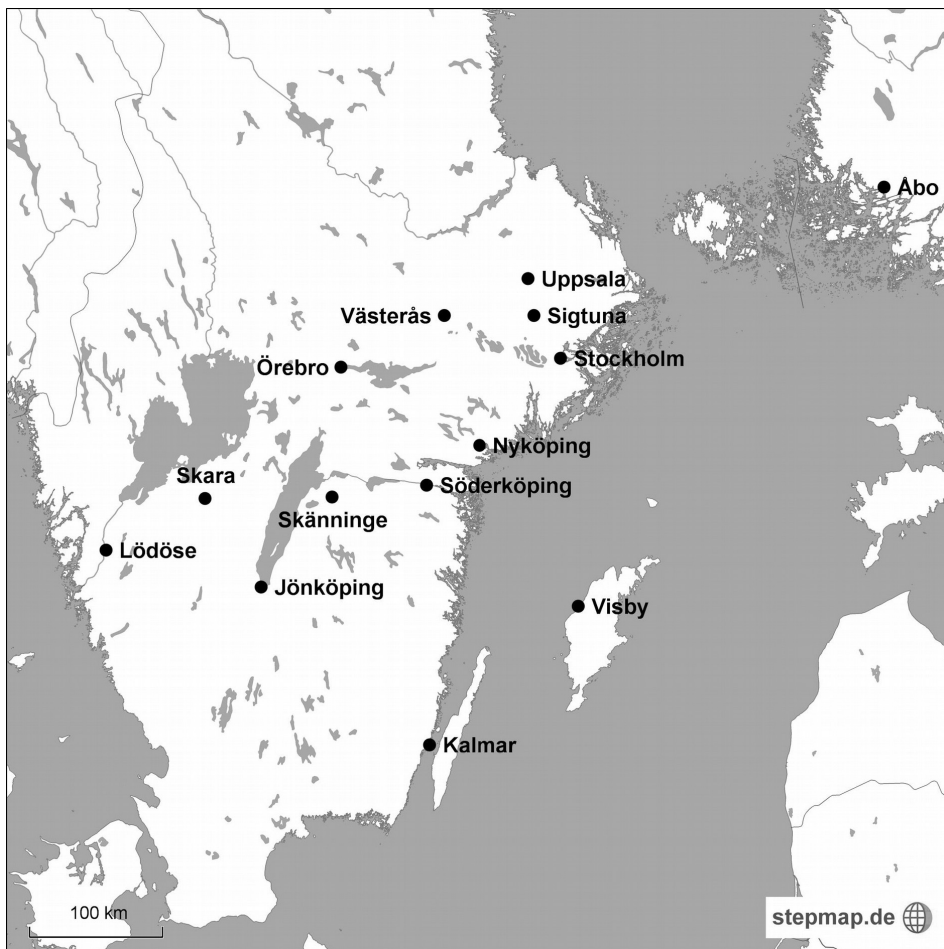 Åbo
Uppsala
Västerås
Sigtuna
Stockholm
Örebro
Nyköping
Skara
Söderköping
Skänninge
Lödöse
Jönköping
Visby
Kalmar
100 km
stepmap.de